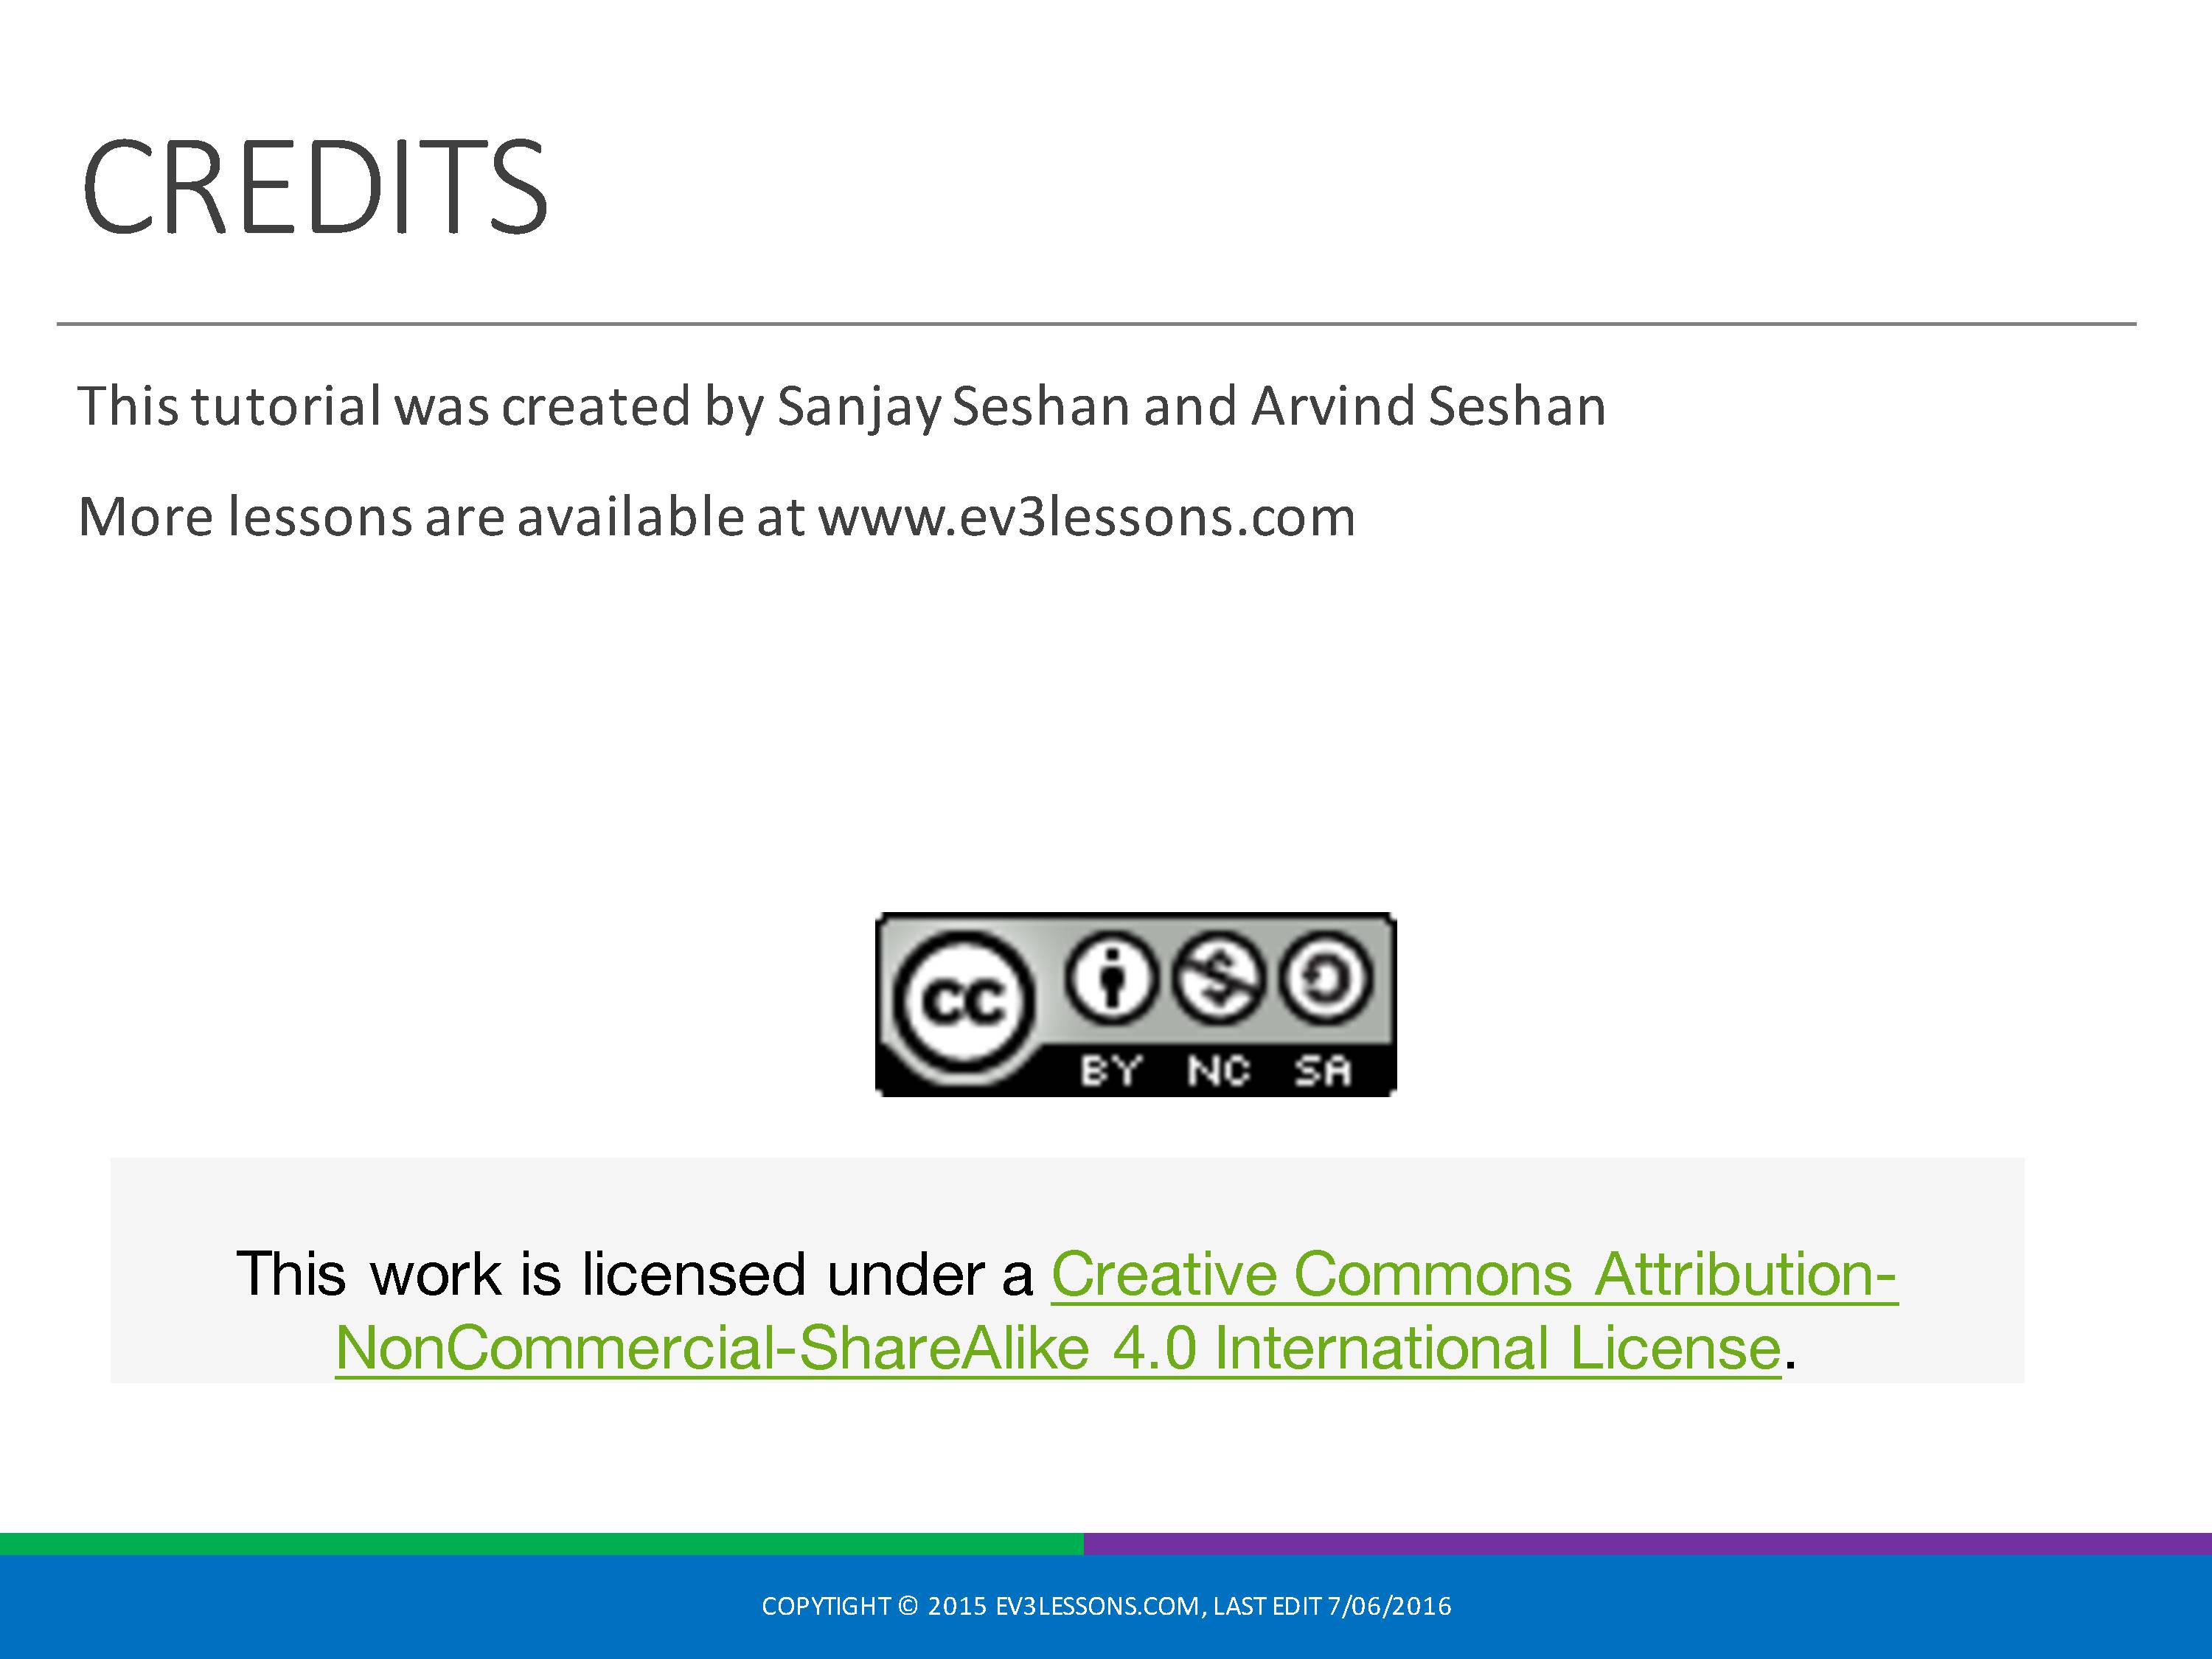 CREDITS
This tutorial was created by Sanjay Seshan and Arvind Seshan
More lessons are available at www.ev3lessons.com
cc
BY NC SA
This work is licensed under a Creative Commons Attribution-
NonCommercial-ShareAlike 4.0 International License.
COPYTIGHT © 2015 EV3LESSONS.COM, LAST EDIT 7/06/2016